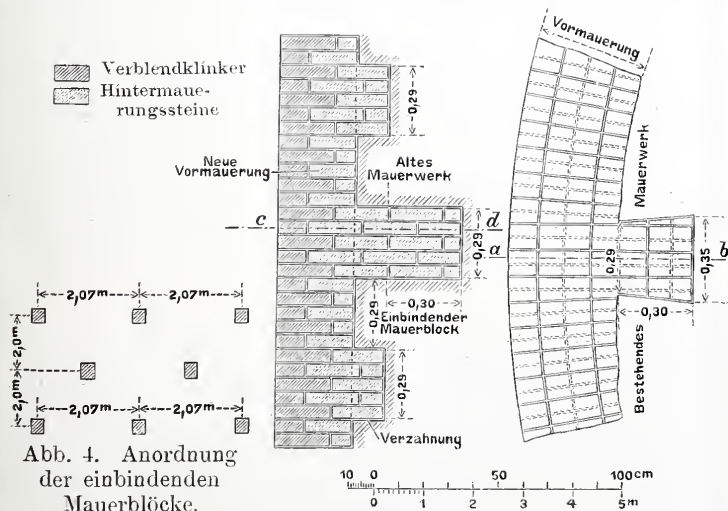 Verblendklinker
Hintermaue-
rungssteine
Neue
Vormauerung
Altes
Mauerwerk
0,29
c
d
a
0,29
0,30
Einbindender
Mauerblock
0,29
0,29
Verzahnung
Vormauerung
Mauerwerk
0,29
0,35
b
0,30
Bestehendes
2,07m
2,07m
2,0m
2,0m
2,07m
2,07m
Abb. 4. Anordnung
der einbindenden
Mauerblöcke.
10 0 50 100cm
0 1 2 3 4 5m